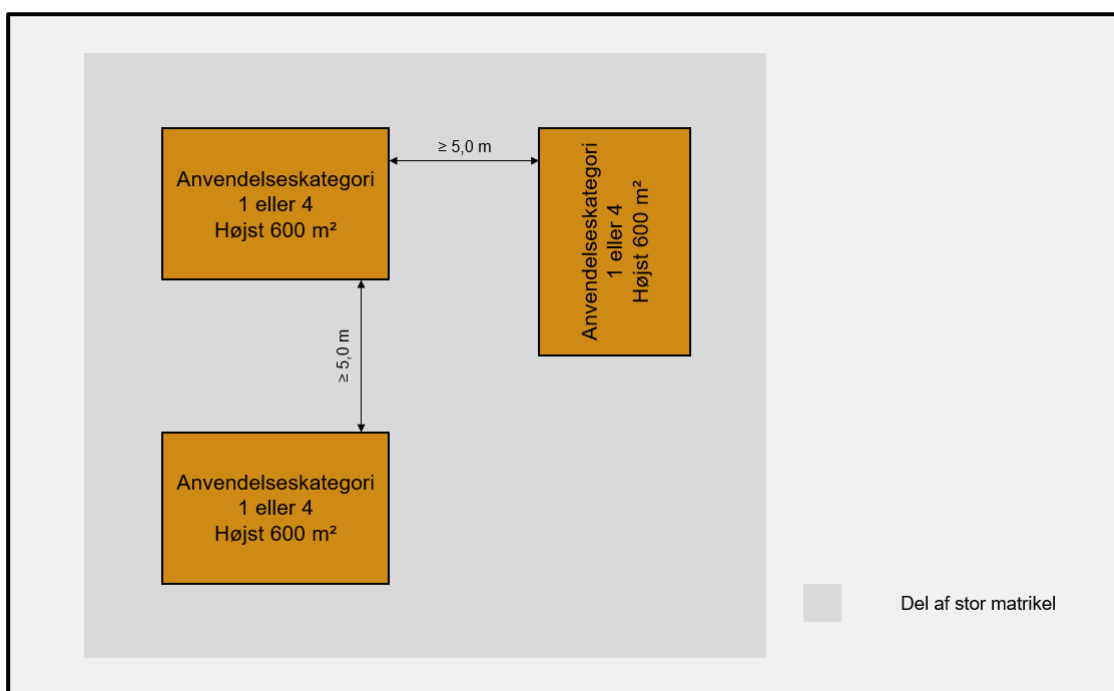 Anvendelseskategori
1 eller 4
Højst 600 m²
≥ 5,0 m
Anvendelseskategori
1 eller 4
Højst 600 m²
≥ 5,0 m
Anvendelseskategori
1 eller 4
Højst 600 m²
Del af stor matrikel